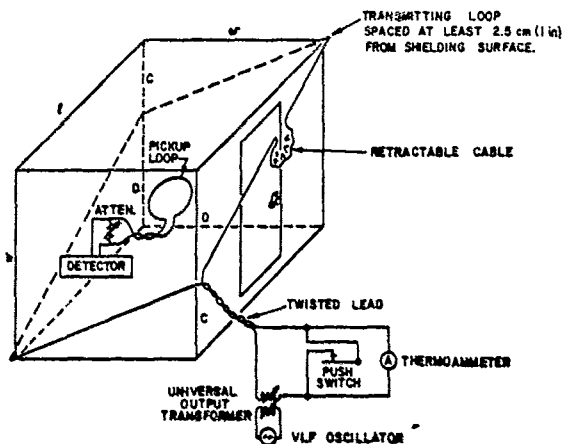 TRANSMITTING LOOP
SPACED AT LEAST 2.5 cm (1 in)
FROM SHIELDING SURFACE.
w
C
l
RETRACTABLE CABLE
PICKUP
LOOP
D
ATTEN.
D
w
DETECTOR
C
TWISTED LEAD
A
THERMOAMMETER
PUSH
SWITCH
UNIVERSAL
OUTPUT
TRANSFORMER
VLF OSCILLATOR